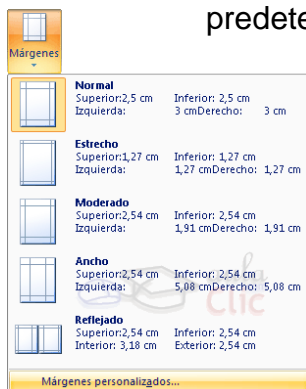 predete
Márgenes
Normal
Superior:2,5 cm Inferior: 2,5 cm
Izquierda: 3 cmDerecho: 3 cm
Estrecho
Superior:1,27 cm Inferior: 1,27 cm
Izquierda: 1,27 cmDerecho: 1,27 cm
Moderado
Superior:2,54 cm Inferior: 2,54 cm
Izquierda: 1,91 cmDerecho: 1,91 cm
Ancho
Superior:2,54 cm Inferior: 2,54 cm
Izquierda: 5,08 cmDerecho: 5,08 cm
Clic
Reflejado
Superior:2,54 cm Inferior: 2,54 cm
Interior: 3,18 cm Exterior: 2,54 cm
Márgenes personalizados...